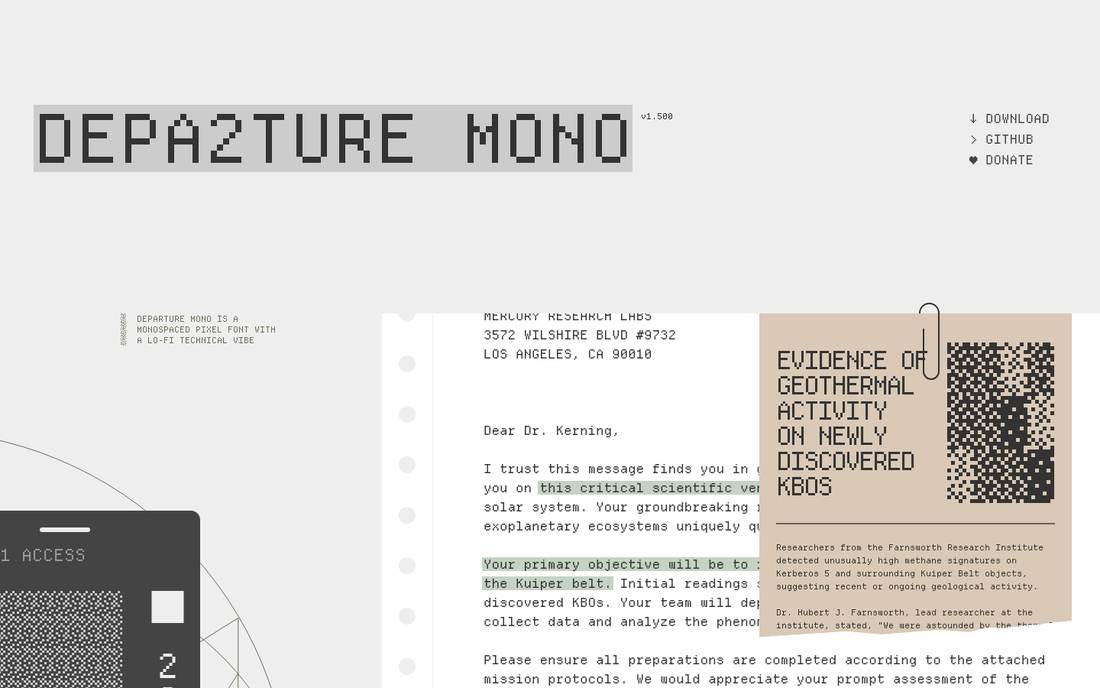 DEPA2TURE MONO
v1.500
↓ DOWNLOAD
> GITHUB
♥ DONATE
DEPARTURE MONO IS A
MONOSPACED PIXEL FONT WITH
A LO-FI TECHNICAL VIBE
1 ACCESS
2
MERCURY RESEARCH LABS
3572 WILSHIRE BLVD #9732
LOS ANGELES, CA 90010
Dear Dr. Kerning,
I trust this message finds you in
you on this critical scientific
solar system. Your groundbreaking
exoplanetary ecosystems uniquely
Your primary objective will be to
the Kuiper belt. Initial readings
discovered KBOs. Your team will
collect data and analyze the
Please ensure all preparations are completed according to the attached
mission protocols. We would appreciate your prompt assessment of the
EVIDENCE OF
GEOTHERMAL
ACTIVITY
ON NEWLY
DISCOVERED
KBOS
Researchers from the Farnsworth Research Institute
detected unusually high methane signatures on
Kerberos 5 and surrounding Kuiper Belt objects,
suggesting recent or ongoing geological activity.
Dr. Hubert J. Farnsworth, lead researcher at the
institute, stated, "We were astounded by the